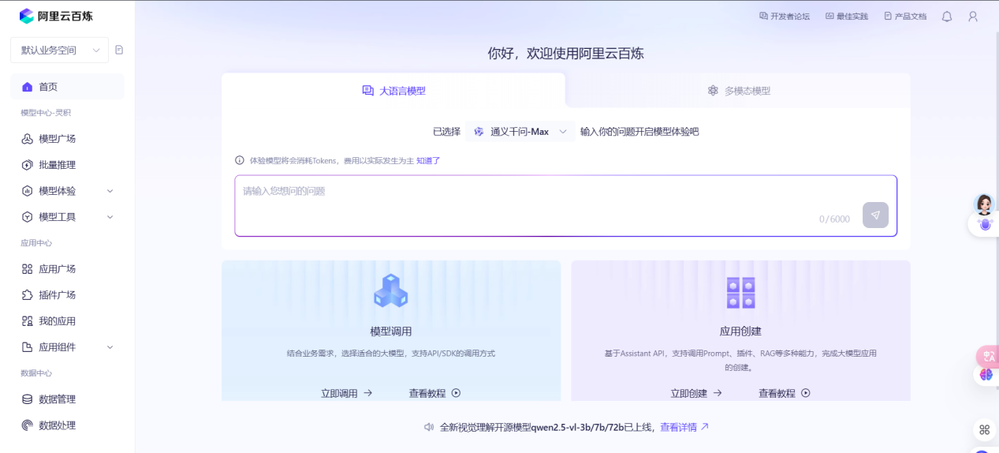 阿里云百炼
开发者论坛
最佳实践
产品文档
默认业务空间
首页
模型中心-灵积
模型广场
批量推理
模型体验
模型工具
应用中心
应用广场
插件广场
我的应用
应用组件
数据中心
数据管理
数据处理
你好，欢迎使用阿里云百炼
大语言模型
多模态模型
已选择 通义千问-Max 输入你的问题开启模型体验吧
体验模型将会消耗Tokens，费用以实际发生为主 知道了
请输入您想问的问题
0/6000
模型调用
结合业务需求，选择适合的大模型，支持API/SDK的调用方式
立即调用
查看教程
应用创建
基于Assistant API，支持调用Prompt、插件、RAG等多种能力，完成大模型应用
的创建。
立即创建
查看教程
全新视觉理解开源模型qwen2.5-vl-3b/7b/72b已上线，查看详情
中
A